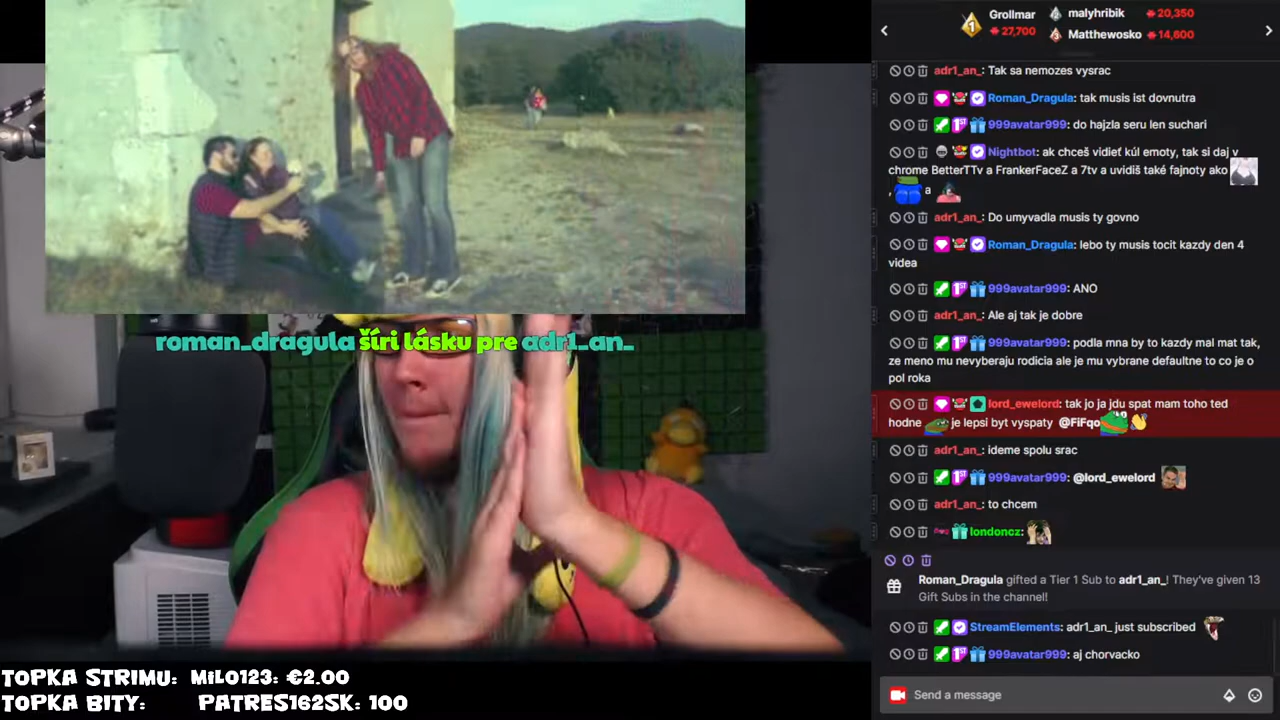 Grollmar
27,700
malyhribik 20,350
Matthewosko 14,600
adr1_an_: Tak sa nemozes vysrac
Roman_Dragula: tak musis ist dovnutra
999avatar999: do hajzla seru len suchari
Nightbot: ak chceš vidieť kúl emoty, tak si daj v
chrome BetterTTv a FrankerFaceZ a 7tv a uvidiš také fajnoty ako
, a
adr1_an_: Do umyvadla musis ty govno
Roman_Dragula: lebo ty musis tocit kazdy den 4
videa
999avatar999: ANO
adr1_an_: Ale aj tak je dobre
999avatar999: podla mna by to kazdy mal mat tak,
ze meno mu nevyberaju rodicia ale je mu vybrane defaultne to co je o
pol roka
lord_ewelord: tak jo ja jdu spat mam toho ted
hodne je lepsi byt vyspaty @FiFqo
adr1_an_: ideme spolu srac
999avatar999: @lord_ewelord
adr1_an_: to chcem
londoncz:
Roman_Dragula gifted a Tier 1 Sub to adr1_an_! They've given 13
Gift Subs in the channel!
StreamElements: adr1_an_ just subscribed
999avatar999: aj chorvacko
Send a message
roman_dragula šíri lásku pre adr1_an_
TOPKA STRIMU: MiLO123: €2.00
TOPKA BITY: PATRES162SK: 100